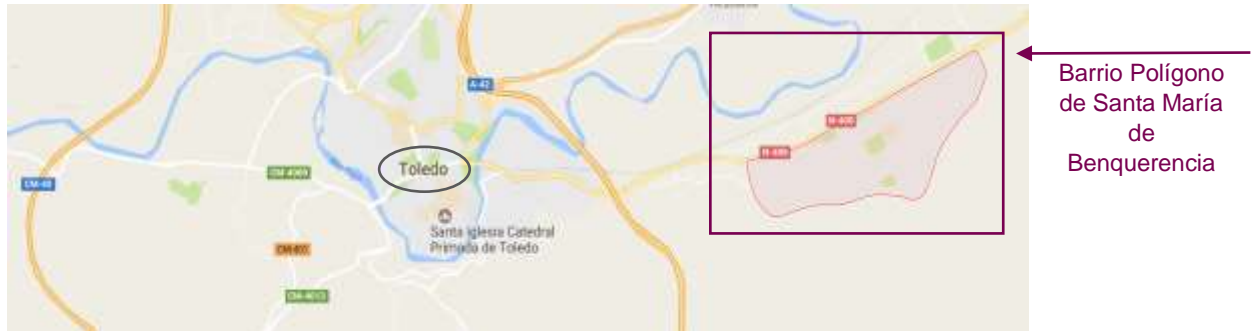 A-42
N-400
N-400
Toledo
CM-4000
CM-40
Santa Iglesia Catedral
Primada de Toledo
CM-401
CM-4013
Barrio Polígono
de Santa María
de
Benquerencia